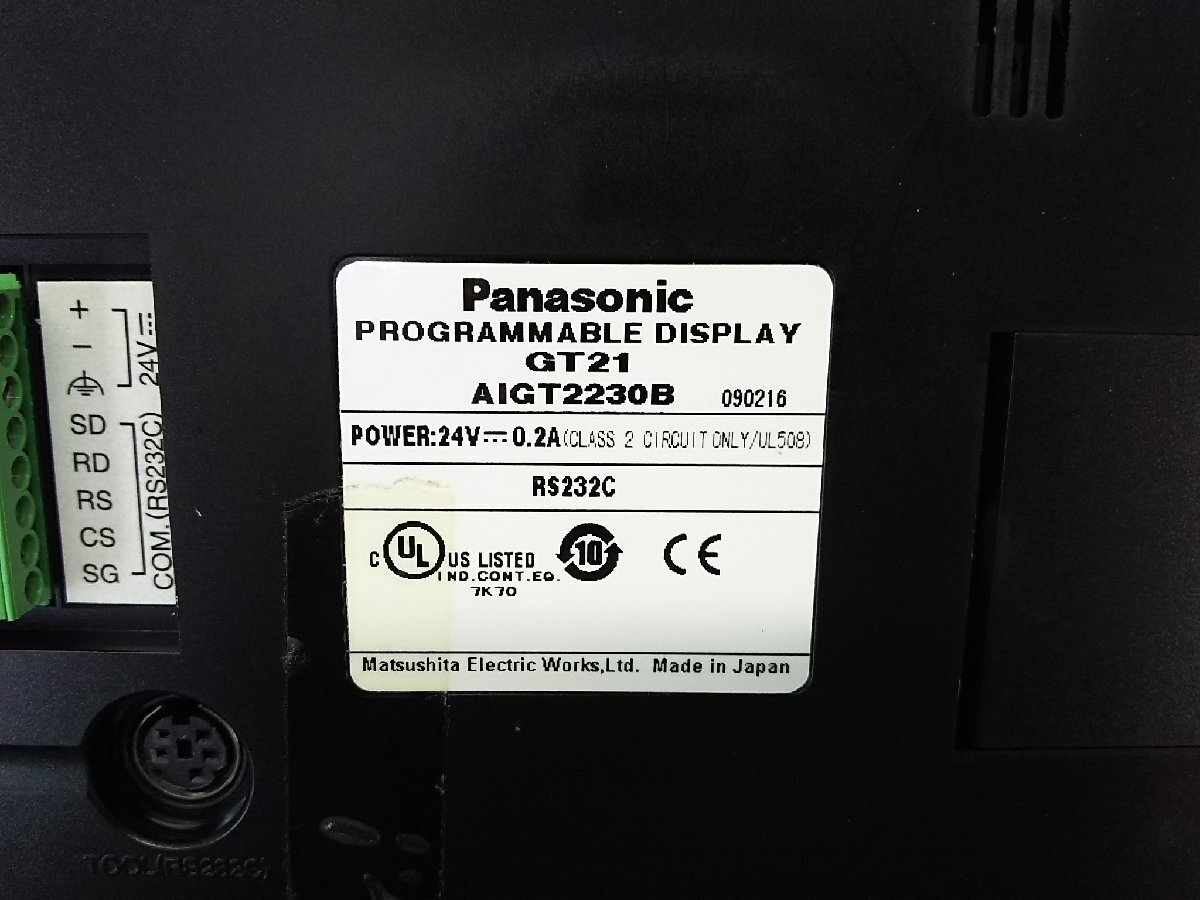 Panasonic
PROGRAMMABLE DISPLAY
GT21
AIGT2230B 090216
POWER:24V⎓0.2A(CLASS 2 CIRCUIT ONLY/UL508)
RS232C
C UL US LISTED
IND.CONT.EQ.
7K70
10
CE
Matsushita Electric Works,Ltd. Made in Japan
+
−
24V⎓
SD
RD
RS
CS
SG
COM.(RS232C)
TOOL(RS232C)